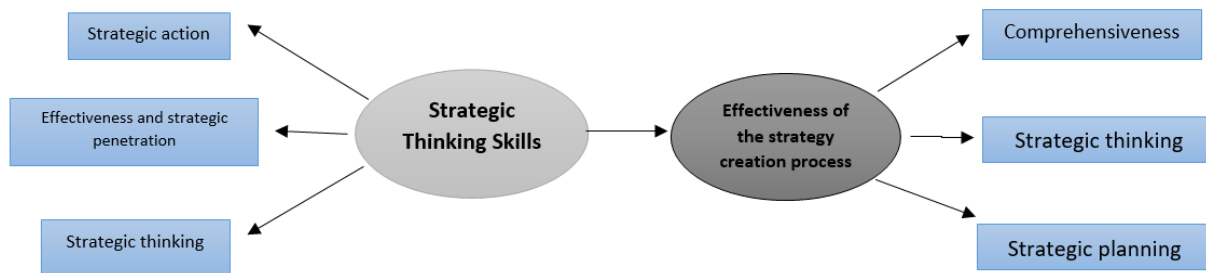 Strategic action
Effectiveness and strategic
penetration
Strategic thinking
Strategic
Thinking Skills
Effectiveness of
the strategy
creation process
Comprehensiveness
Strategic thinking
Strategic planning